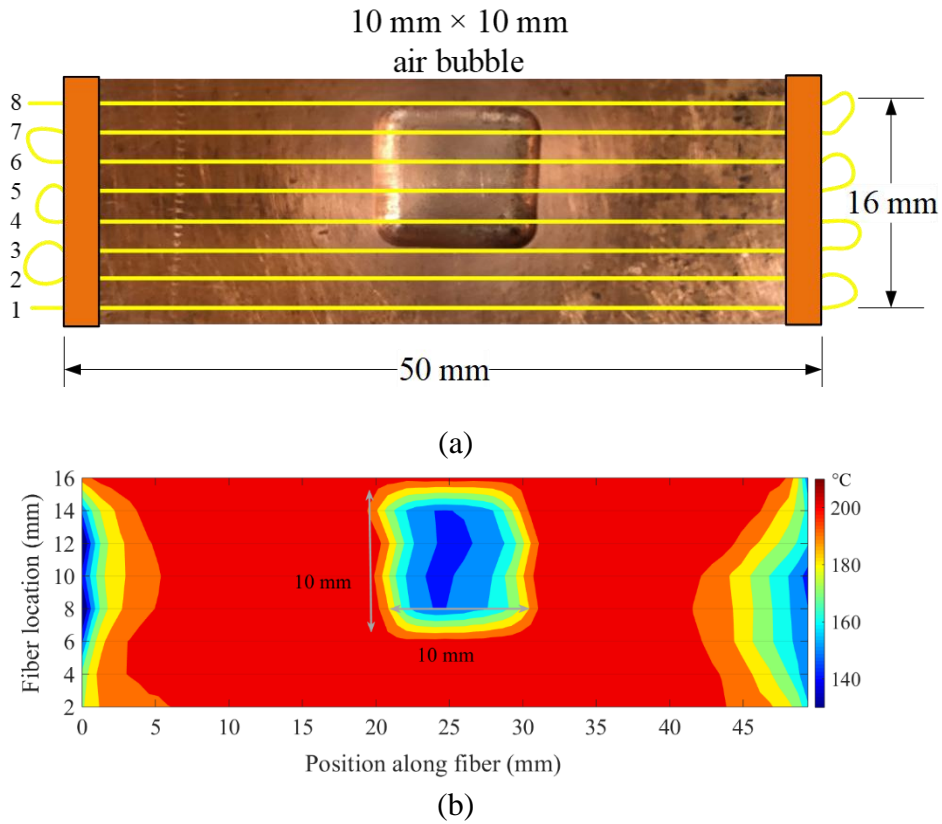 10 mm × 10 mm
air bubble
8
7
6
5
4
3
2
1
16 mm
50 mm
(a)
16
14
12
10
8
6
4
2
Fiber location (mm)
10 mm
10 mm
0 5 10 15 20 25 30 35 40 45
Position along fiber (mm)
°C
200
180
160
140
(b)